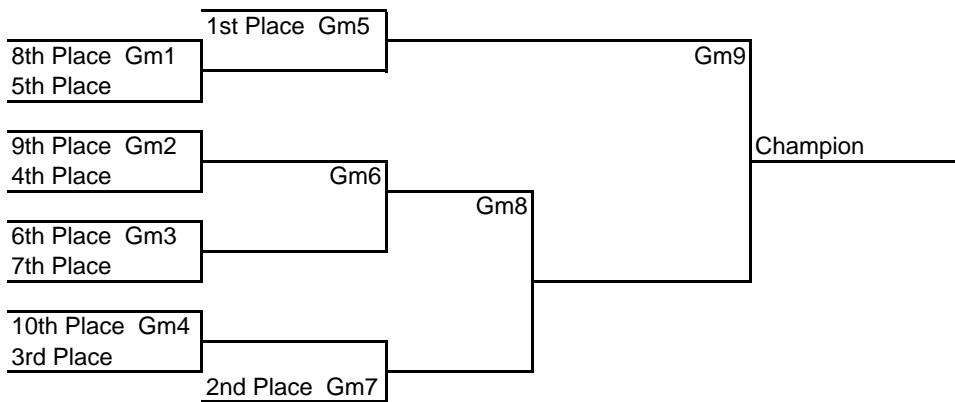 1st Place  Gm5
8th Place  Gm1
Gm9
5th Place
9th Place  Gm2
Champion
4th Place
Gm6
Gm8
6th Place  Gm3
7th Place
10th Place  Gm4
3rd Place
2nd Place  Gm7